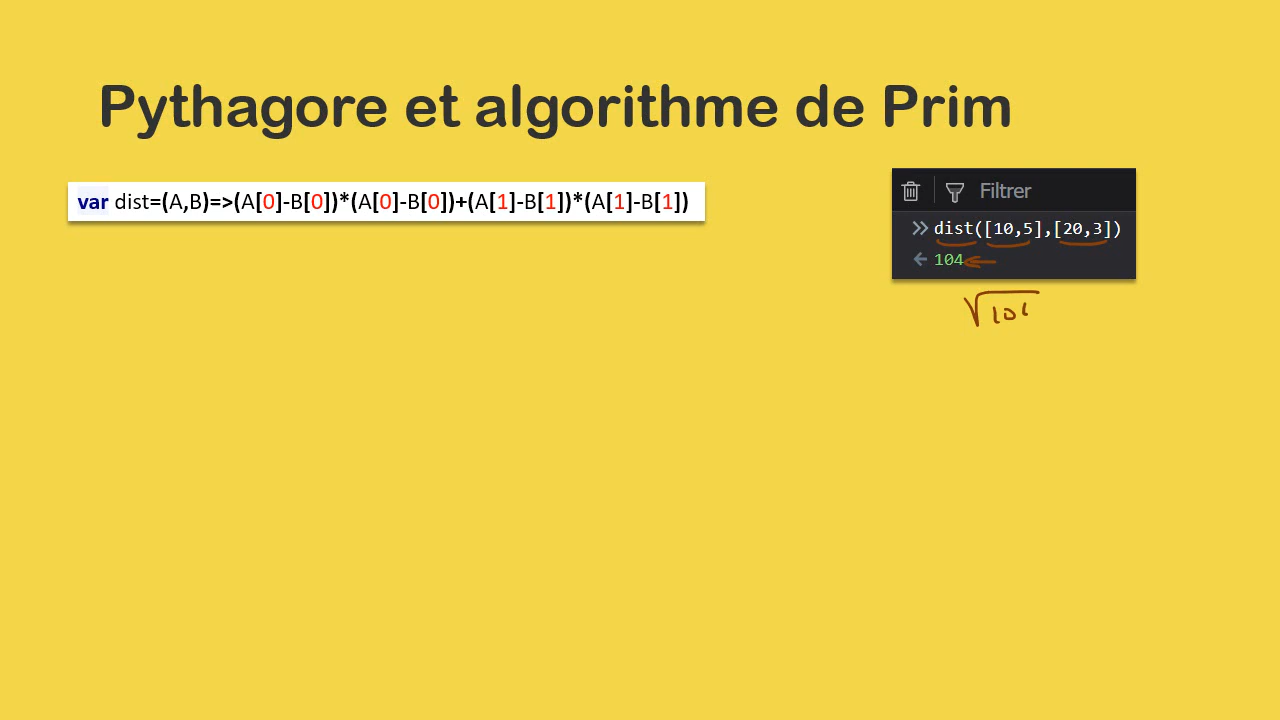 Pythagore et algorithme de Prim
var dist=(A,B)=>(A[0]-B[0])*(A[0]-B[0])+(A[1]-B[1])*(A[1]-B[1])
Filtrer
>> dist([10,5],[20,3])
← 104
√104